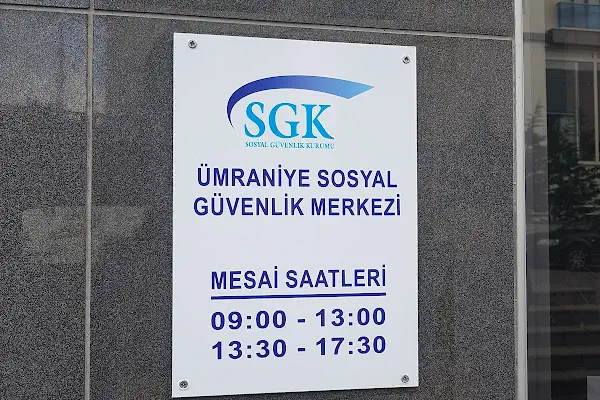 SGK
SOSYAL GÜVENLİK KURUMU
ÜMRANİYE SOSYAL
GÜVENLİK MERKEZİ
MESAİ SAATLERİ
09:00 - 13:00
13:30 - 17:30